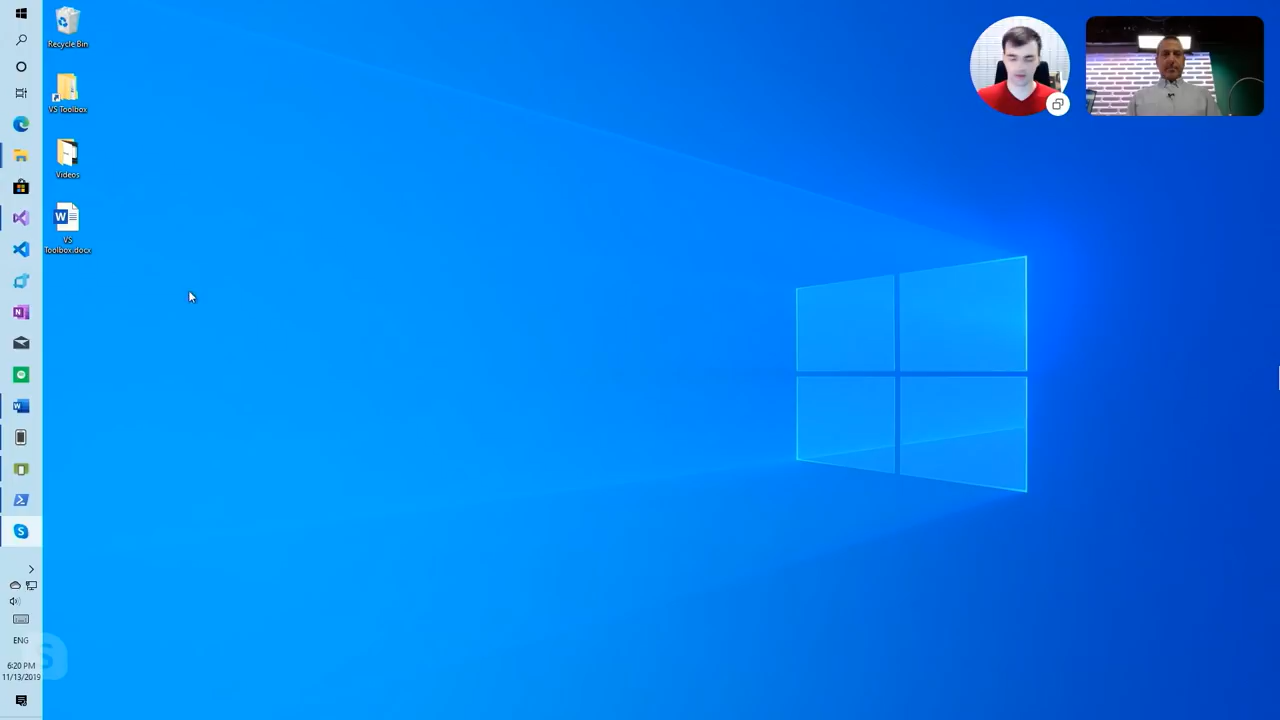 Recycle Bin
VS Toolbox
Videos
VS
Toolbox.docx
ENG
6:20 PM
11/13/2019